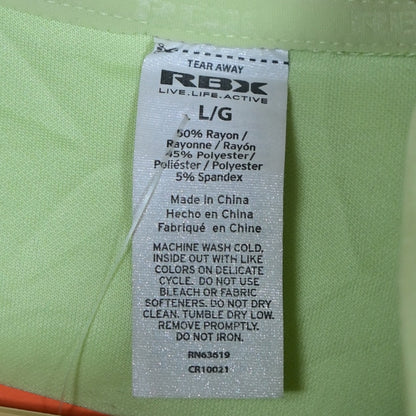 TEAR AWAY
RBX
LIVE.LIFE.ACTIVE
L/G
50% Rayon/
Rayonne / Rayón
45% Polyester/
Poliéster / Polyester
5% Spandex
Made in China
Hecho en China
Fabriqué en Chine
MACHINE WASH COLD,
INSIDE OUT WITH LIKE
COLORS ON DELICATE
CYCLE. DO NOT USE
BLEACH OR FABRIC
SOFTENERS. DO NOT DRY
CLEAN. TUMBLE DRY LOW.
REMOVE PROMPTLY.
DO NOT IRON.
RN63619
CR10021